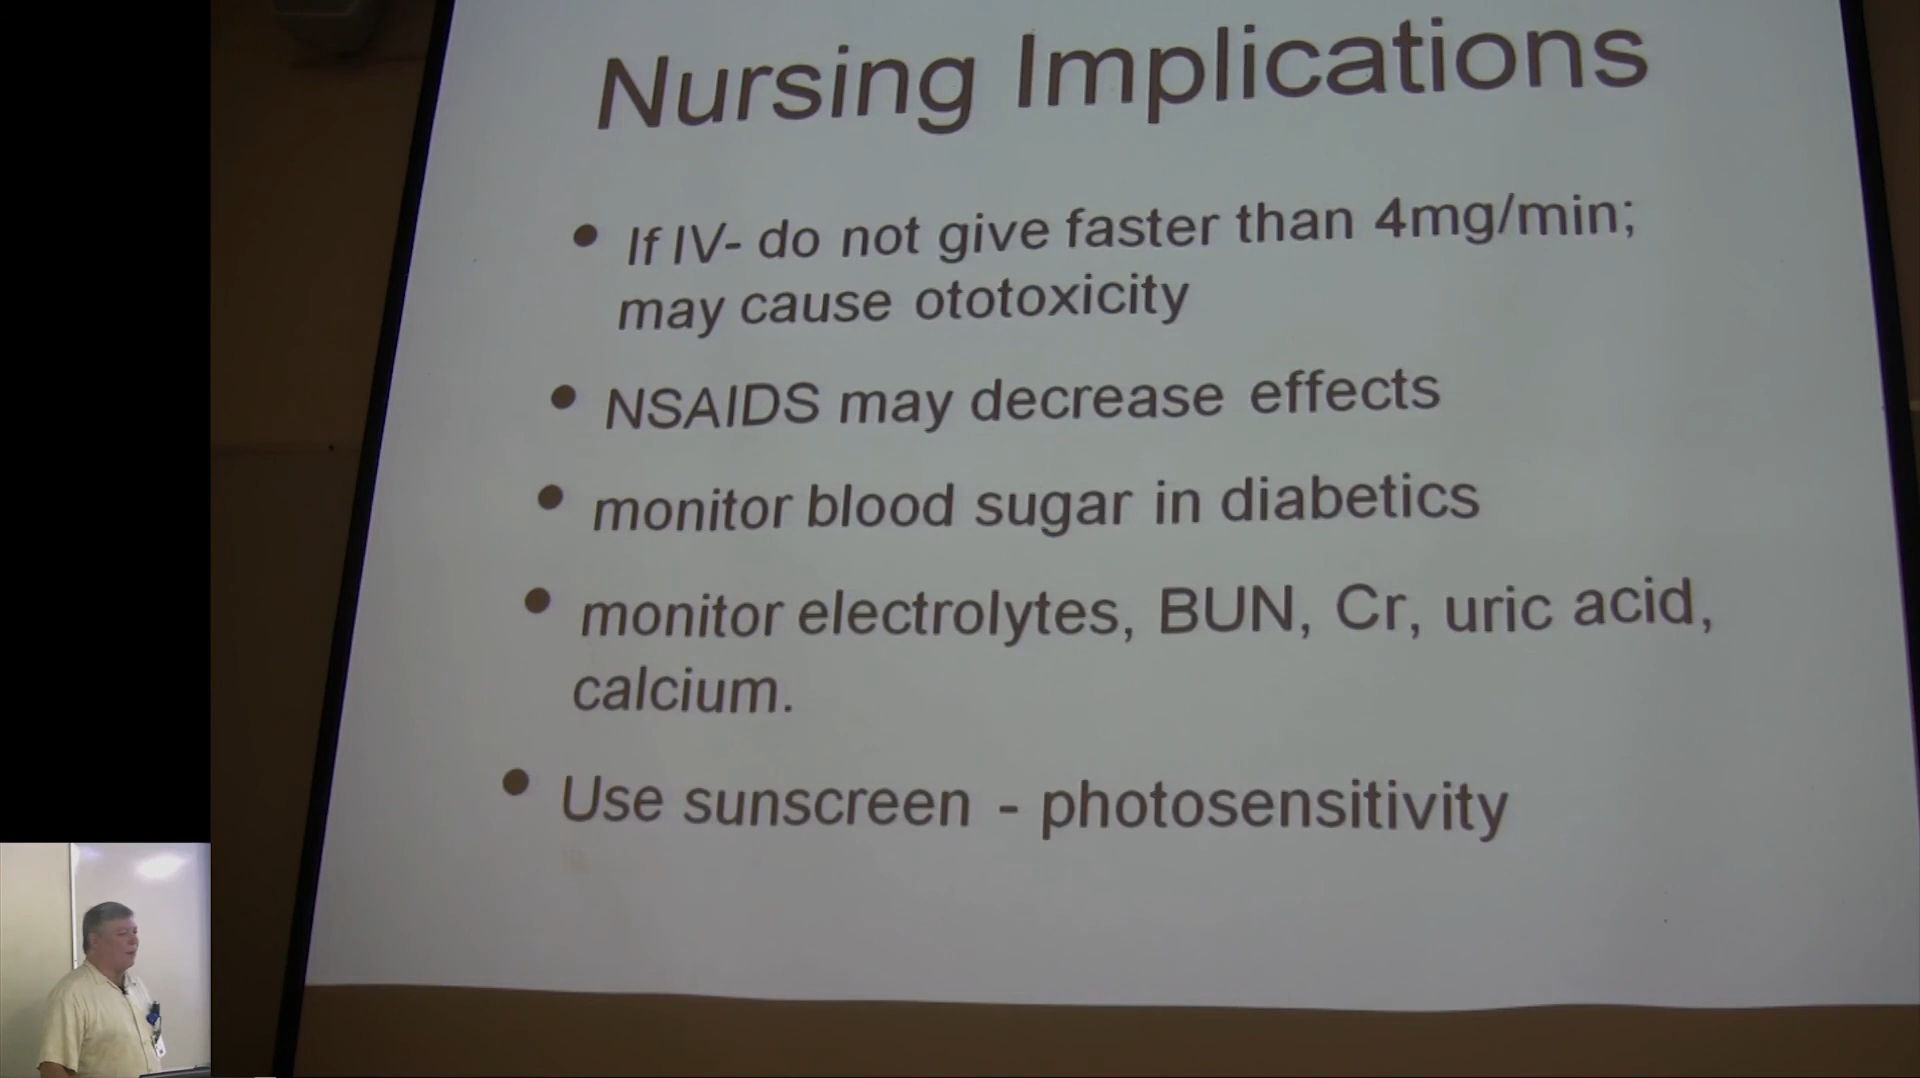 Nursing Implications
• If IV- do not give faster than 4mg/min;
may cause ototoxicity
• NSAIDS may decrease effects
• monitor blood sugar in diabetics
• monitor electrolytes, BUN, Cr, uric acid,
calcium.
• Use sunscreen - photosensitivity